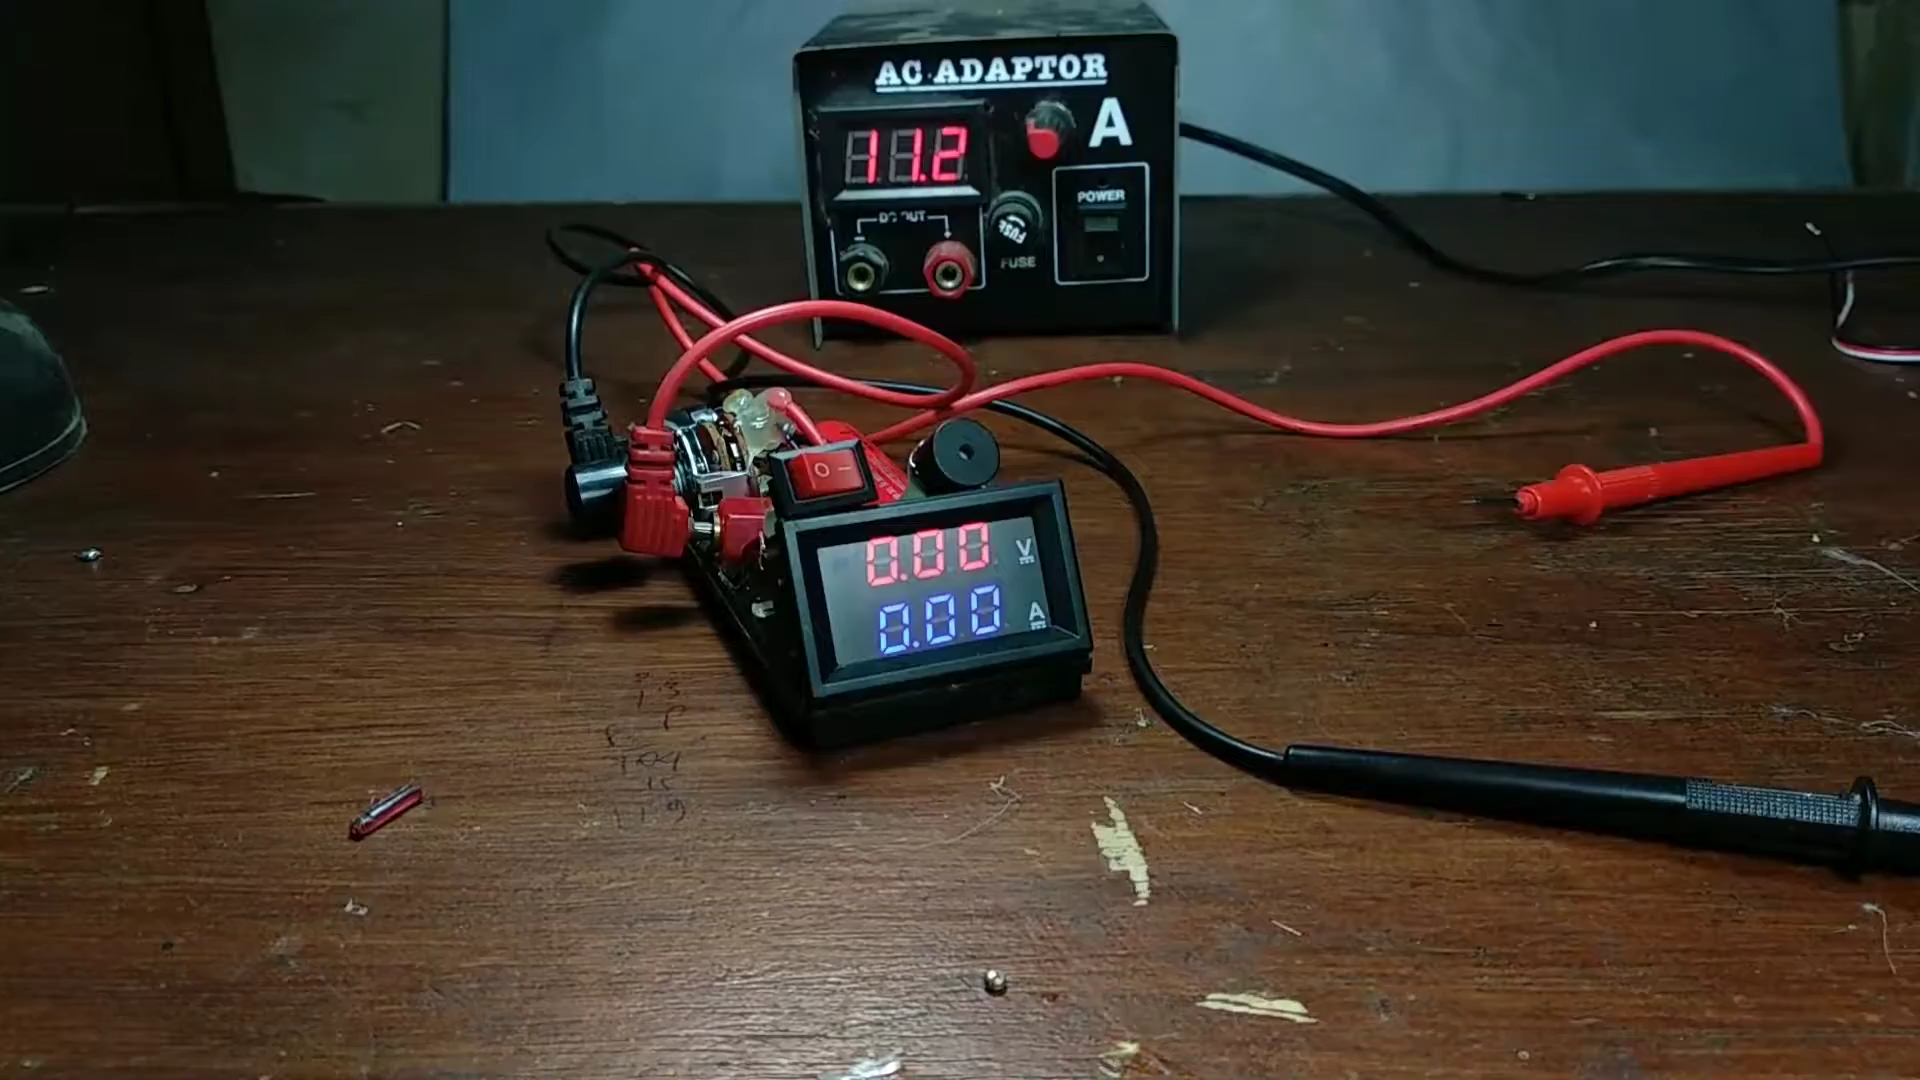 AC ADAPTOR
A
11.2
POWER
DC OUT
- +
FUSE
FUSE
O –
0.00 V
0.00 A